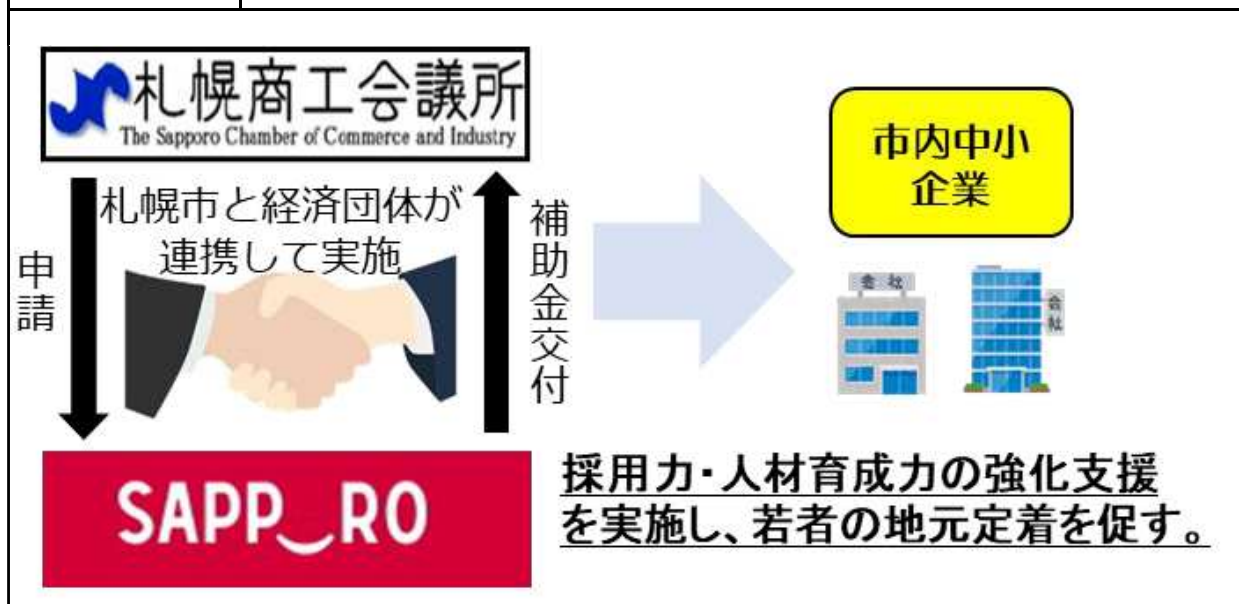 札幌商工会議所
The Sapporo Chamber of Commerce and Industry
札幌市と経済団体が
連携して実施
申請
補助金交付
市内中小
企業
会社
会社
SAPP‿RO
採用力・人材育成力の強化支援
を実施し、若者の地元定着を促す。